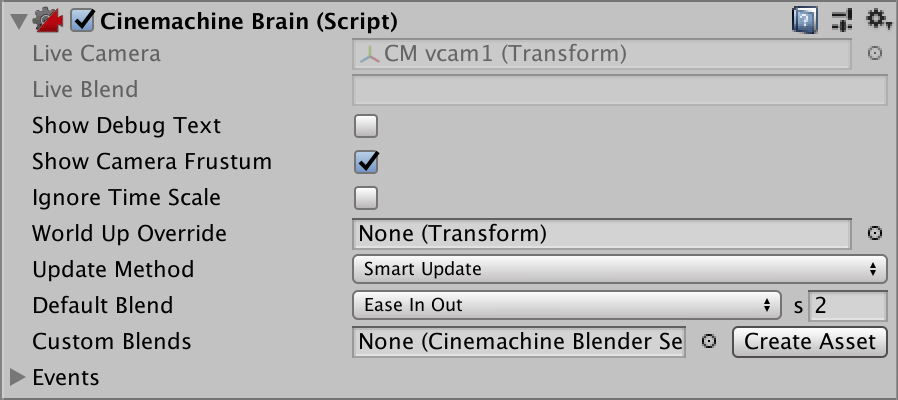 Cinemachine Brain (Script)
Live Camera CM vcam1 (Transform)
Live Blend
Show Debug Text
Show Camera Frustum
Ignore Time Scale
World Up Override None (Transform)
Update Method Smart Update
Default Blend Ease In Out s 2
Custom Blends None (Cinemachine Blender Se Create Asset
Events